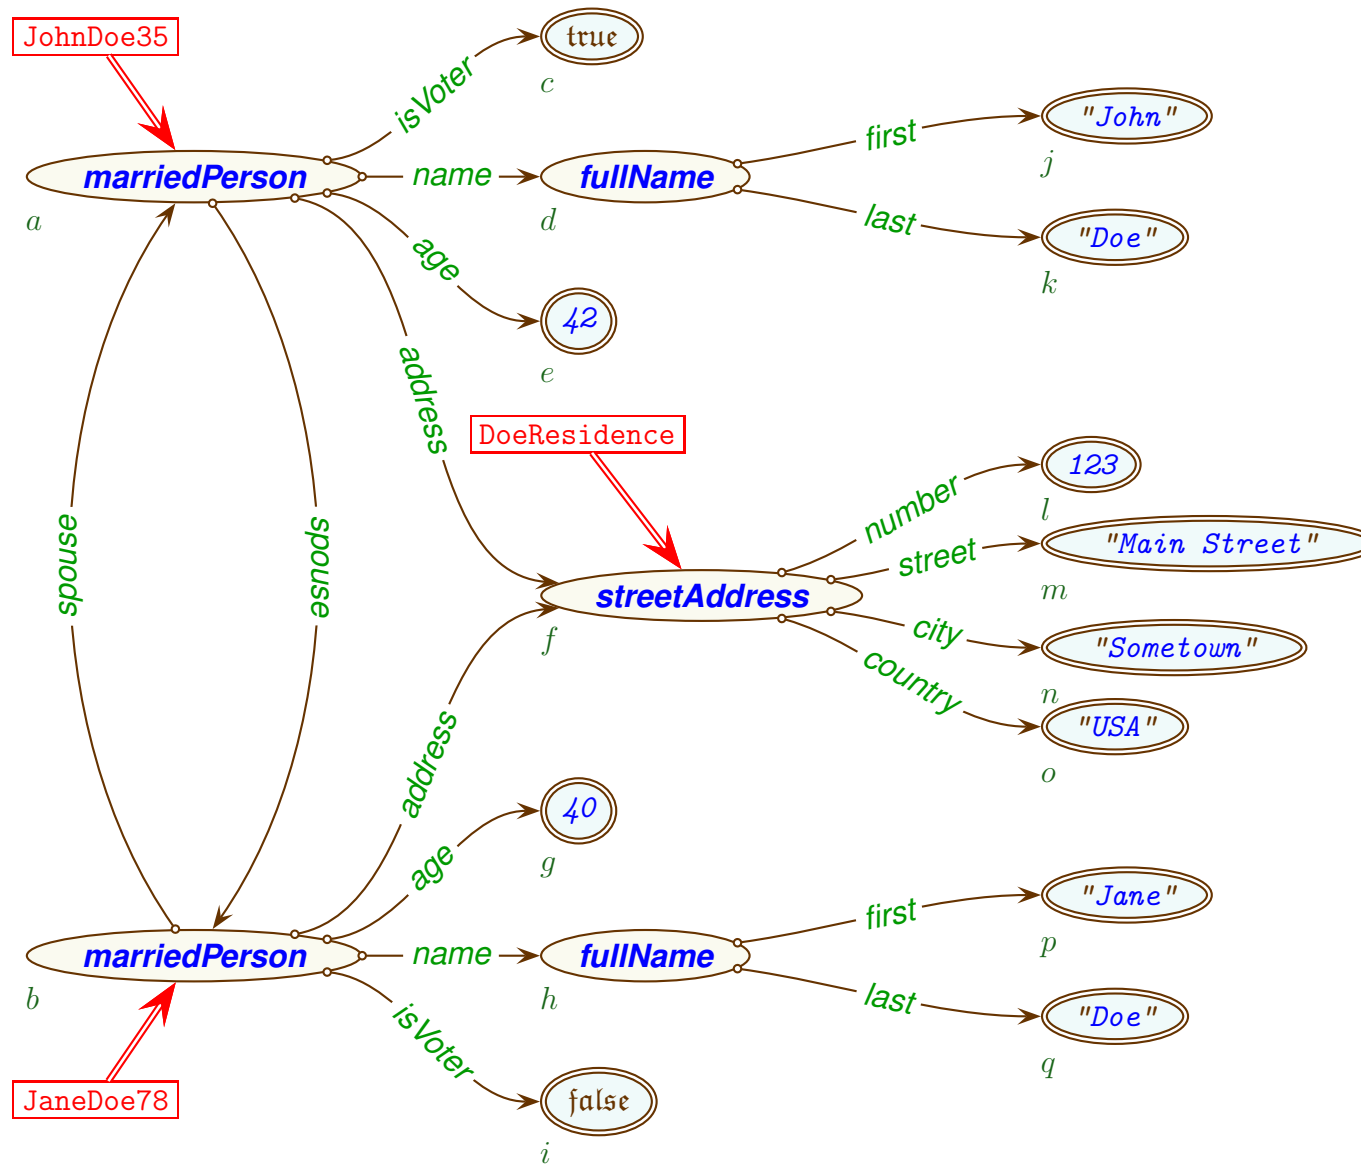 JohnDoe35
true
isVoter
c
"John"
first
j
marriedPerson
name
fullName
a
d
last
"Doe"
k
age
42
e
address
DoeResidence
number
123
l
street
"Main Street"
m
spouse
spouse
streetAddress
f
city
"Sometown"
n
country
"USA"
o
address
age
40
g
first
"Jane"
p
marriedPerson
name
fullName
b
h
last
"Doe"
q
isVoter
JaneDoe78
false
i